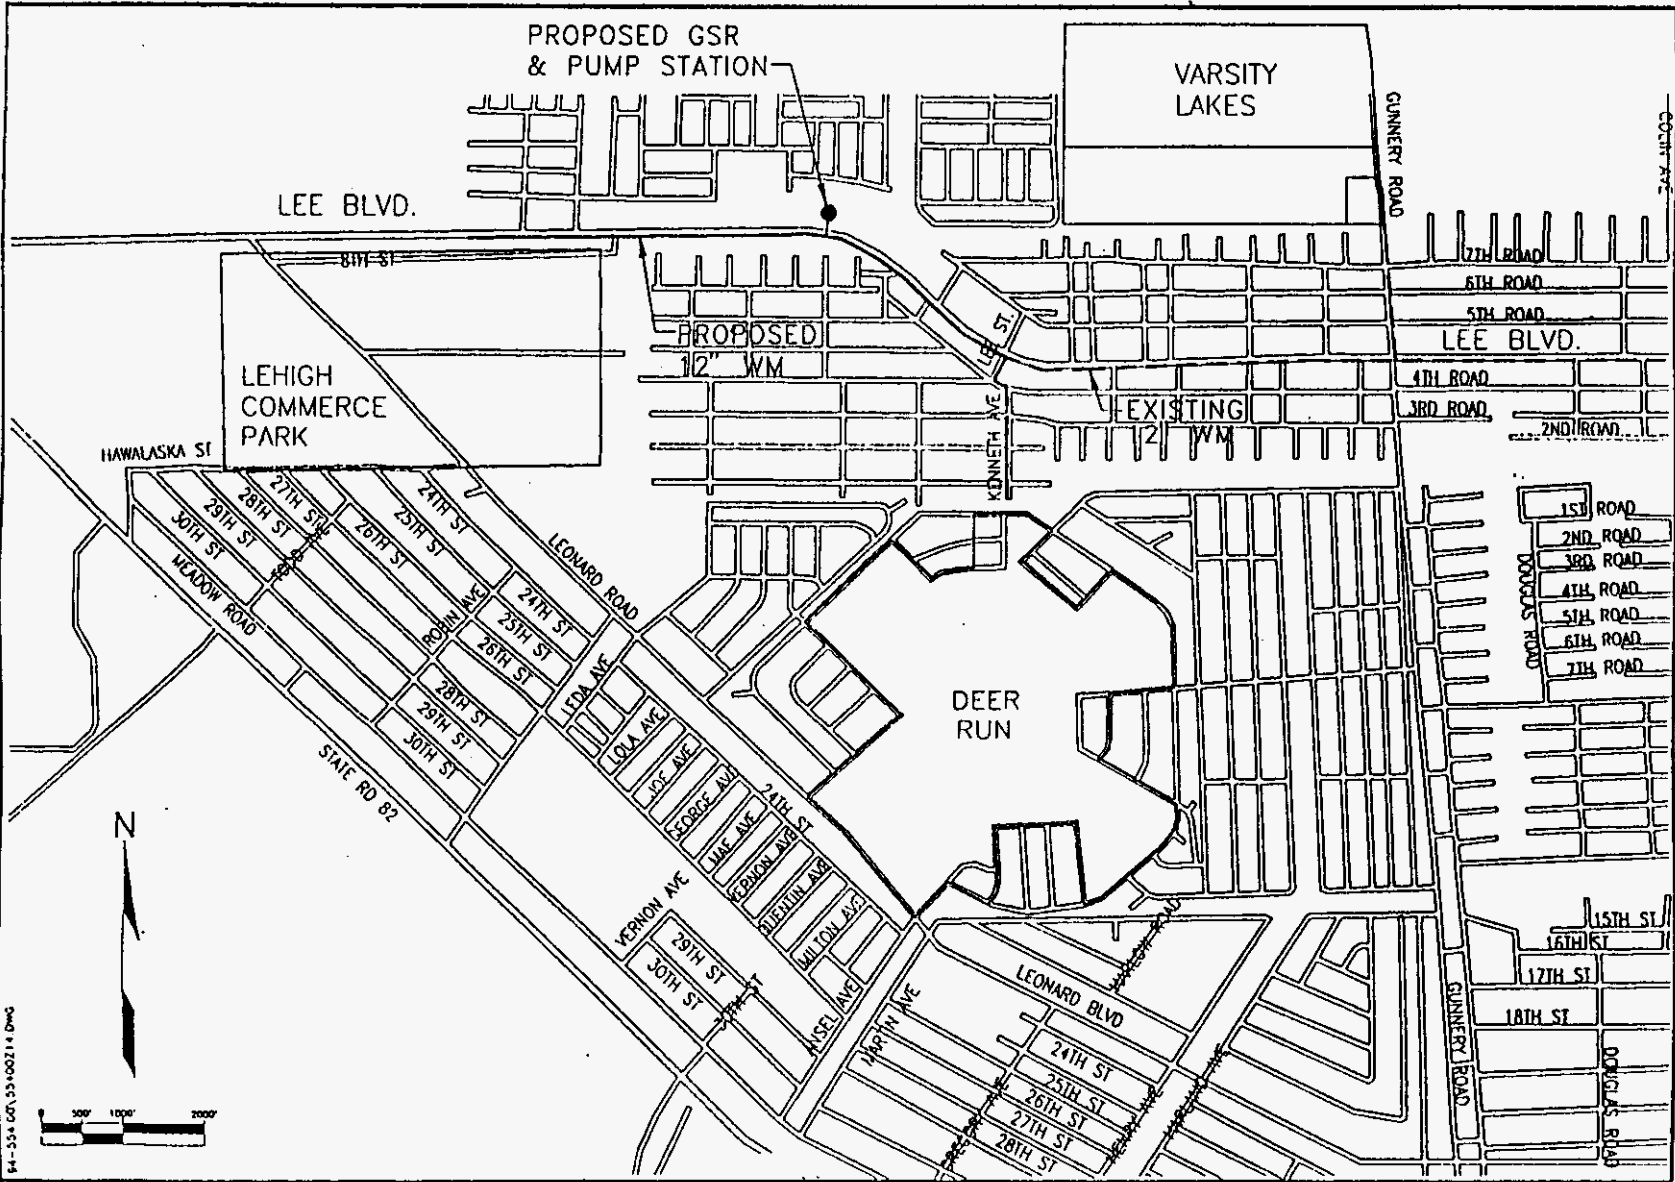 PROPOSED GSR
& PUMP STATION
VARSITY
LAKES
GUNNERY ROAD
LEE BLVD.
8TH ST
7TH ROAD
6TH ROAD
5TH ROAD
LEE BLVD.
LEE ST.
PROPOSED
12" WM
4TH ROAD
3RD ROAD
2ND ROAD
EXISTING
2" WM
KENNETH AVE
LEHIGH
COMMERCE
PARK
HAWALASKA ST
24TH ST
25TH ST
26TH ST
27TH ST
28TH ST
29TH ST
30TH ST
TODD AVE
MEADOW ROAD
LEONARD ROAD
ROBIN AVE
24TH ST
25TH ST
26TH ST
28TH ST
29TH ST
30TH ST
1ST ROAD
2ND ROAD
3RD ROAD
4TH ROAD
5TH ROAD
6TH ROAD
7TH ROAD
DOUGLAS ROAD
DEER
RUN
LEDA AVE
LOLA AVE
JOE AVE
GEORGE AVE
MAE AVE
VERNON AVE
QUENTIN AVE
MILTON AVE
24TH ST
STATE RD 82
N
VERNON AVE
29TH ST
30TH ST
30TH ST
ANSEL AVE
MARTIN AVE
LEONARD BLVD
24TH ST
25TH ST
26TH ST
27TH ST
28TH ST
HENRY AVE
15TH ST
16TH ST
17TH ST
18TH ST
GUNNERY ROAD
DOUGLAS ROAD
0 500' 1000' 2000'